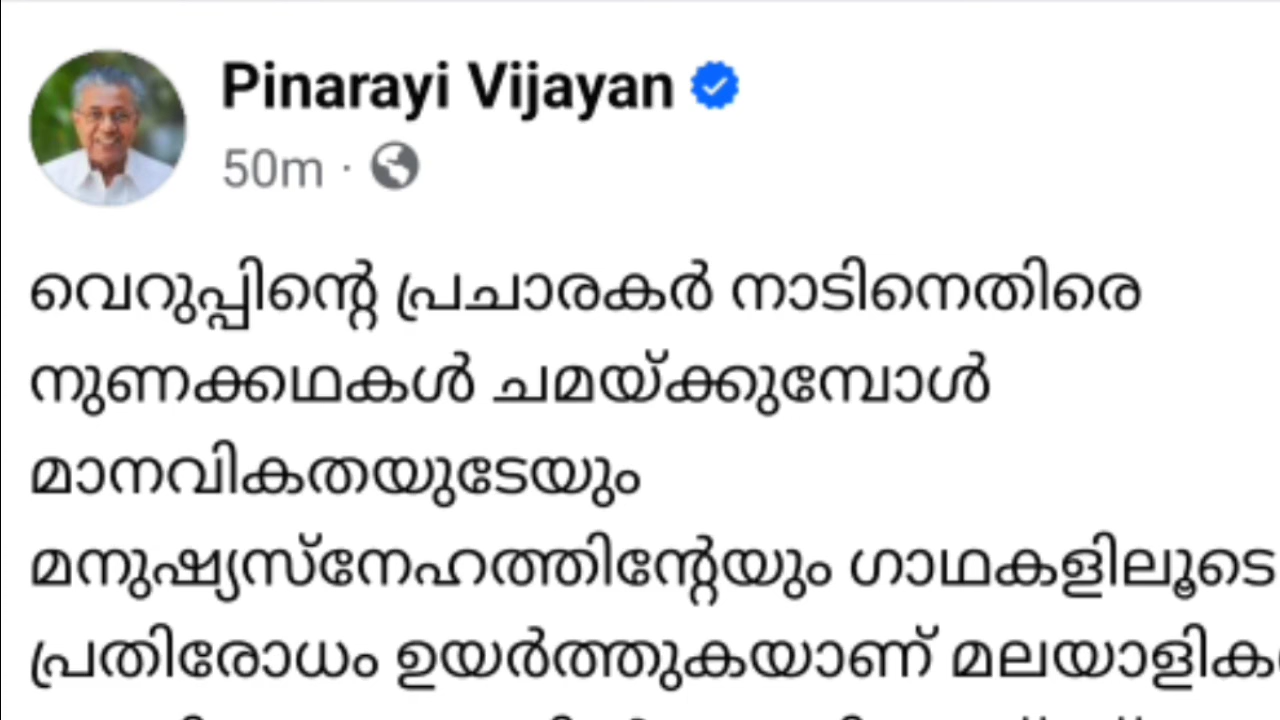 Pinarayi Vijayan
50m ·
വെറുപ്പിന്റെ പ്രചാരകർ നാടിനെതിരെ
നുണക്കഥകൾ ചമയ്ക്കുമ്പോൾ
മാനവികതയുടേയും
മനുഷ്യസ്നേഹത്തിന്റേയും ഗാഥകളിലൂടെ
പ്രതിരോധം ഉയർത്തുകയാണ്